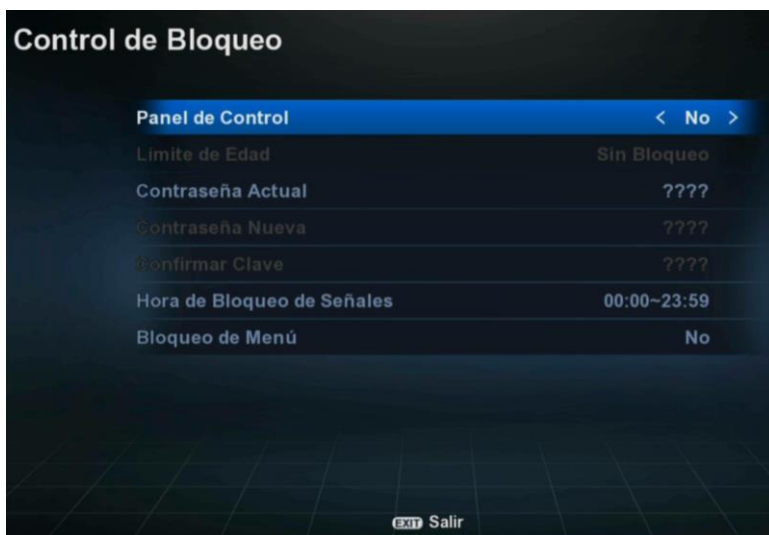 Control de Bloqueo
Panel de Control < No >
Límite de Edad Sin Bloqueo
Contraseña Actual ????
Contraseña Nueva ????
Confirmar Clave ????
Hora de Bloqueo de Señales 00:00~23:59
Bloqueo de Menú No
EXIT Salir